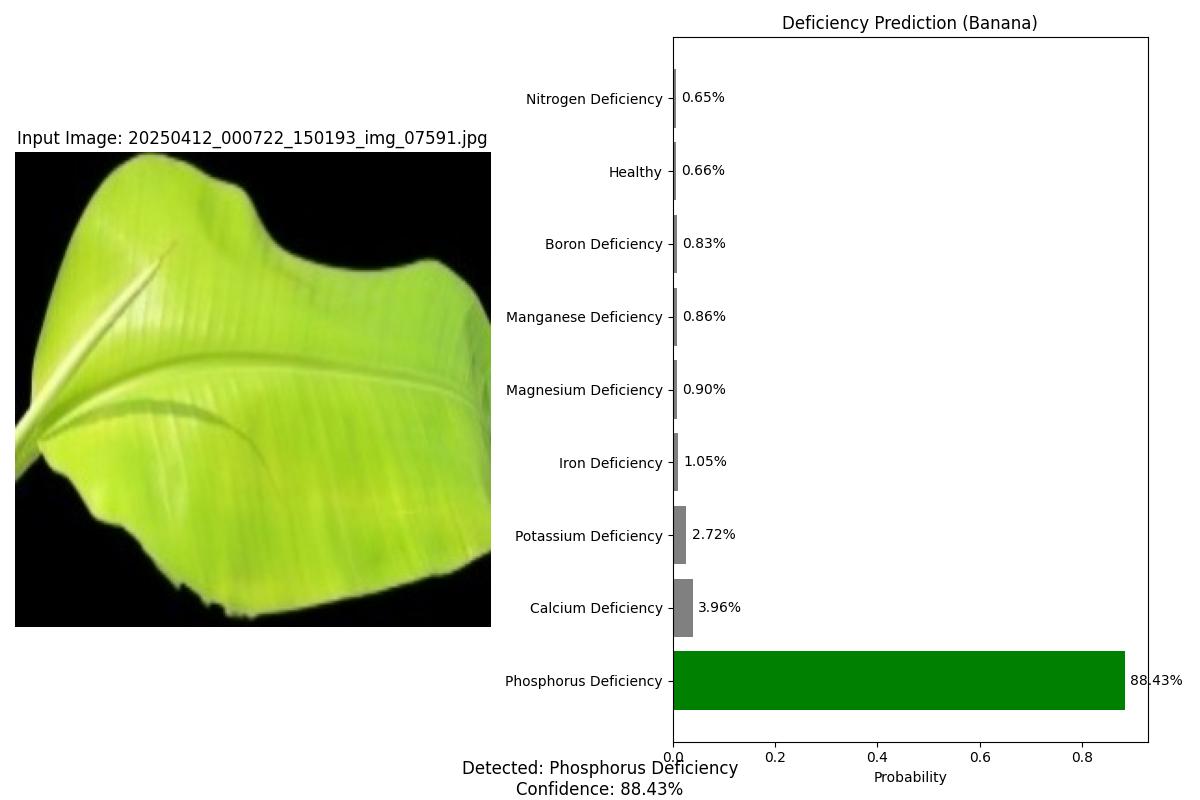 Deficiency Prediction (Banana)
Input Image: 20250412_000722_150193_img_07591.jpg
Nitrogen Deficiency 0.65%
Healthy 0.66%
Boron Deficiency 0.83%
Manganese Deficiency 0.86%
Magnesium Deficiency 0.90%
Iron Deficiency 1.05%
Potassium Deficiency 2.72%
Calcium Deficiency 3.96%
Phosphorus Deficiency 88.43%
0.0 0.2 0.4 0.6 0.8
Probability
Detected: Phosphorus Deficiency
Confidence: 88.43%